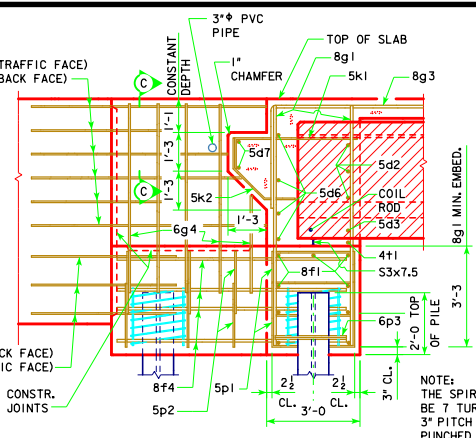 3"φ PVC
PIPE
TRAFFIC FACE)
BACK FACE)
C
CONSTANT
DEPTH
1"
CHAMFER
TOP OF SLAB
8g1
5k1
8g3
1'-1
1'-3
1'-3
5d7
5d2
C
5k2
5d6
COIL
ROD
5d3
8g1 MIN. EMBED.
1'-3
6g4
4t1
8f1
S3x7.5
3'-3
2'-0 TOP
OF PILE
6p3
CK FACE)
IC FACE)
CONSTR.
JOINTS
8f4
5p2
5p1
2½
CL.
2½
CL.
3" CL.
3'-0
NOTE:
THE SPIR
BE 7 TUR
3" PITCH
PUNCHED